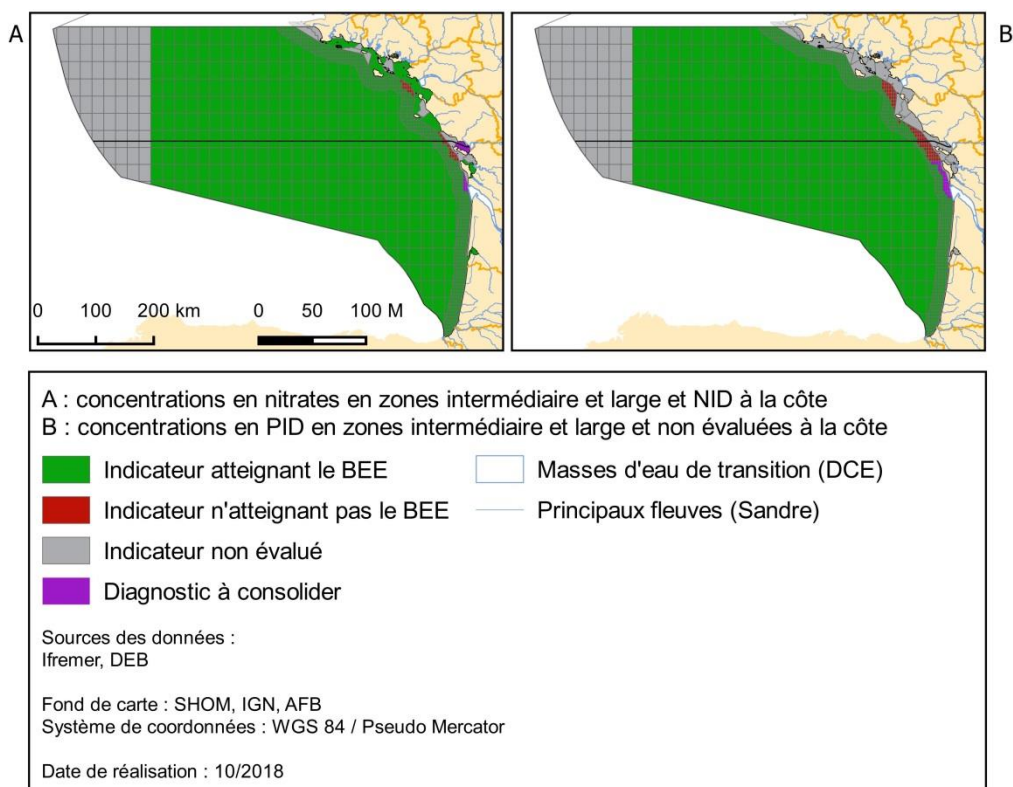 A
B
0 100 200 km
0 50 100 M
A : concentrations en nitrates en zones intermédiaire et large et NID à la côte
B : concentrations en PID en zones intermédiaire et large et non évaluées à la côte
Indicateur atteignant le BEE
Masses d'eau de transition (DCE)
Indicateur n'atteignant pas le BEE
Principaux fleuves (Sandre)
Indicateur non évalué
Diagnostic à consolider
Sources des données :
Ifremer, DEB
Fond de carte : SHOM, IGN, AFB
Système de coordonnées : WGS 84 / Pseudo Mercator
Date de réalisation : 10/2018